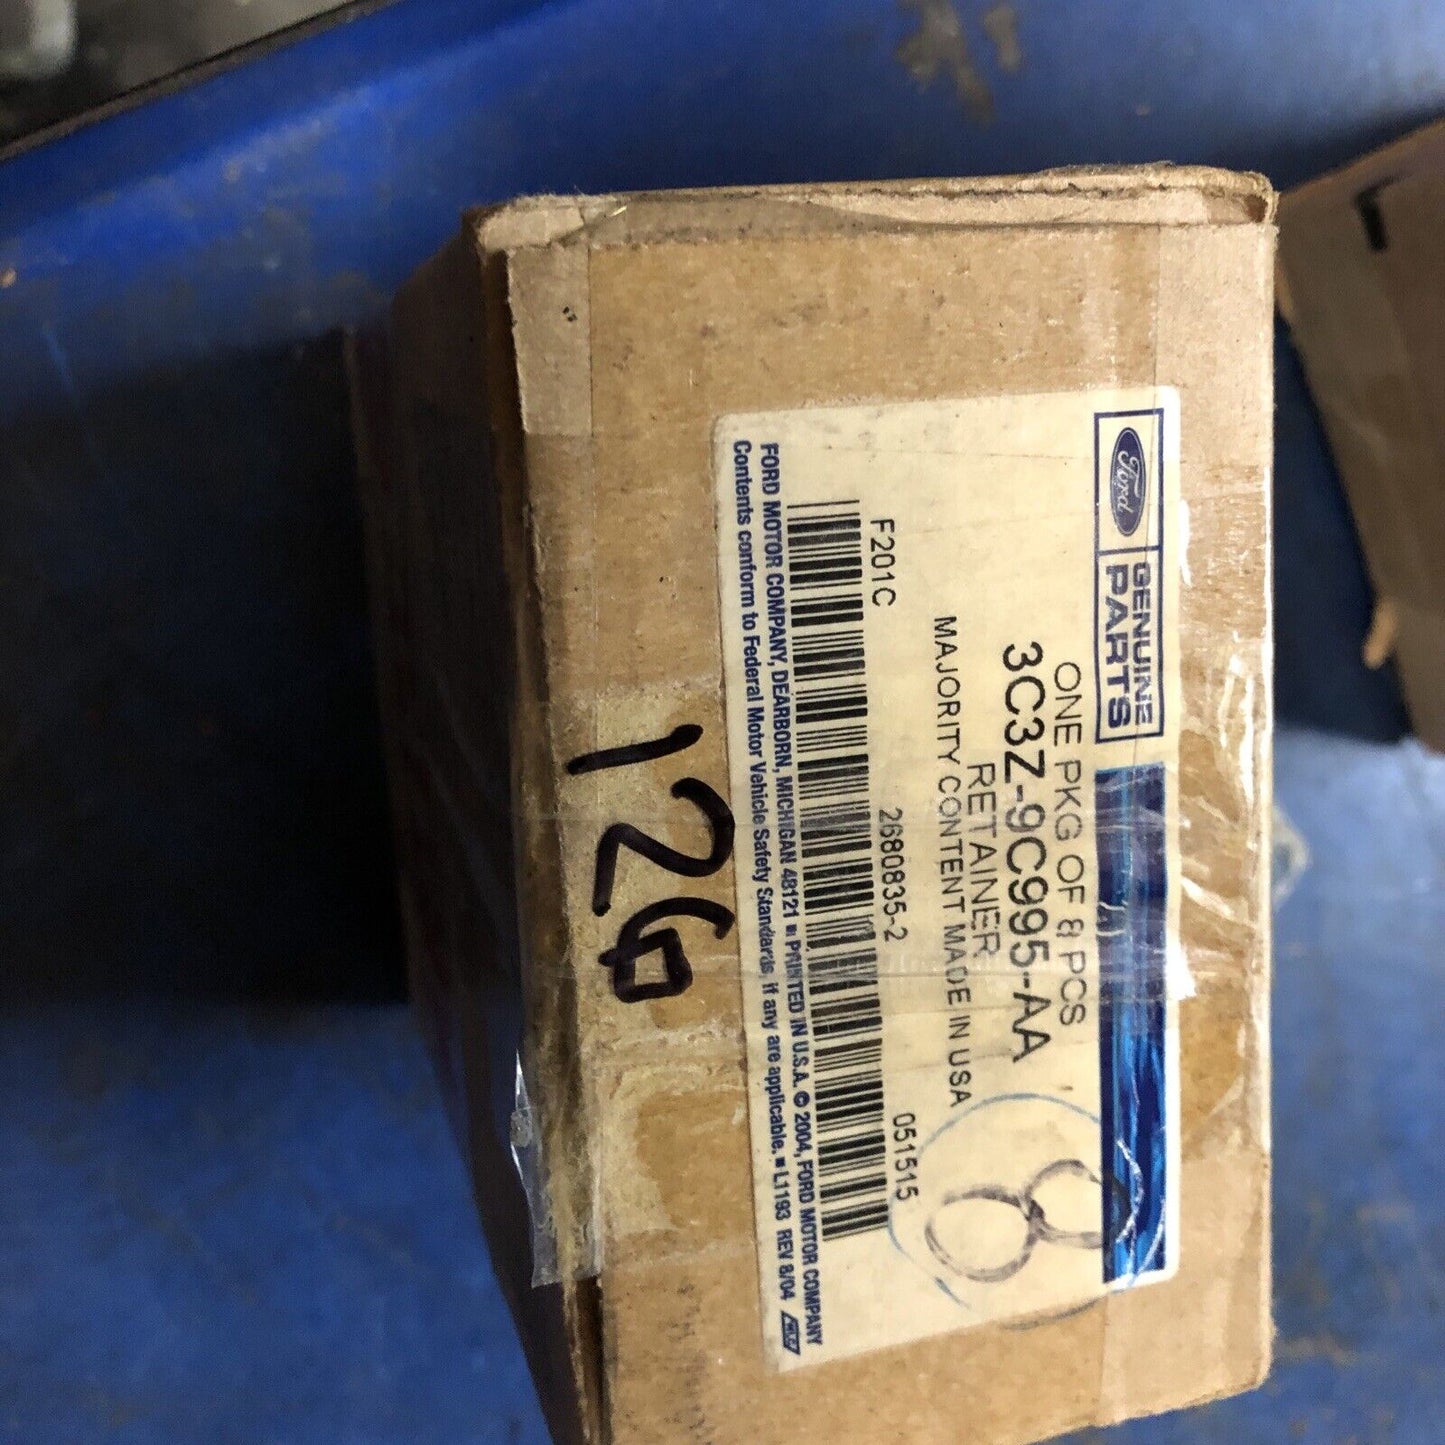 Ford
GENUINE
PARTS
ONE PKG OF 8 PCS
3C3Z-9C995-AA
RETAINER
MAJORITY CONTENT MADE IN USA
F201C 2680835-2 051515
FORD MOTOR COMPANY, DEARBORN, MICHIGAN 48121 ■ PRINTED IN U.S.A. © 2004, FORD MOTOR COMPANY
Contents conform to Federal Motor Vehicle Safety Standards, if any are applicable. ■ L1193 REV 8/04
8
126